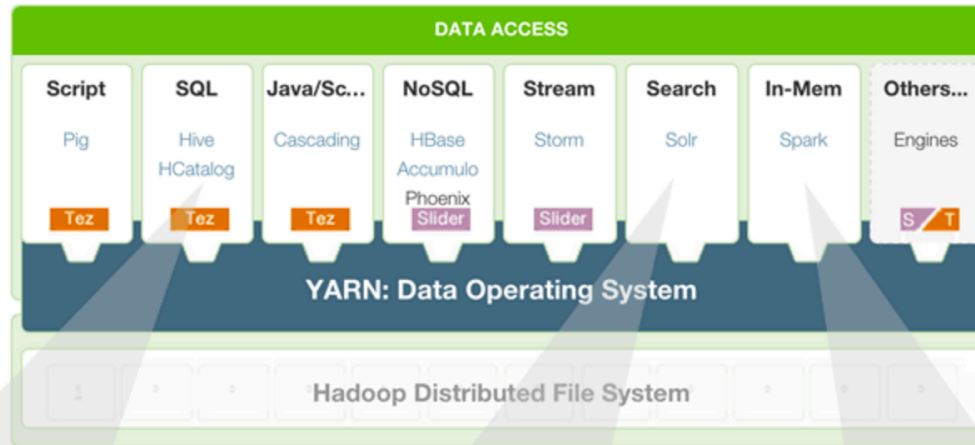 DATA ACCESS
Script
Pig
Tez
SQL
Hive
HCatalog
Tez
Java/Sc...
Cascading
Tez
NoSQL
HBase
Accumulo
Phoenix
Slider
Stream
Storm
Slider
Search
Solr
In-Mem
Spark
Others...
Engines
S T
YARN: Data Operating System
1
Hadoop Distributed File System